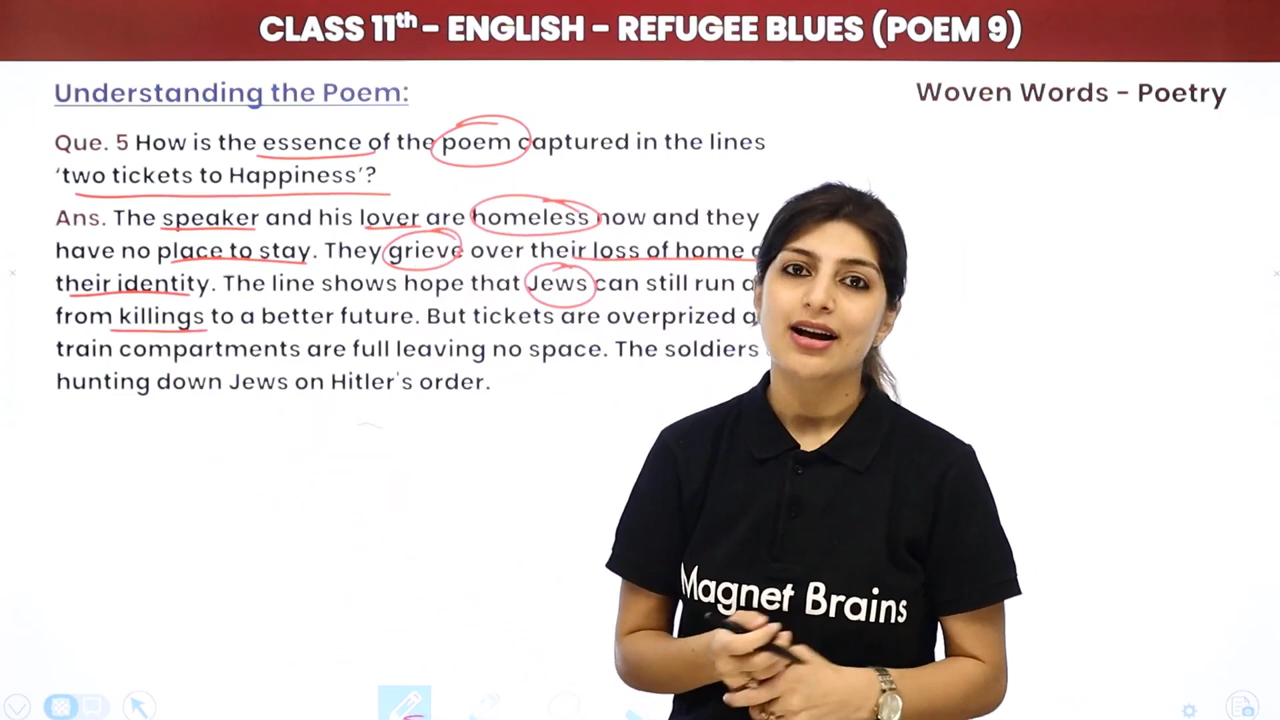 CLASS 11th – ENGLISH – REFUGEE BLUES (POEM 9)
Understanding the Poem:
Woven Words – Poetry
Que. 5 How is the essence of the poem captured in the lines
‘two tickets to Happiness’?
Ans. The speaker and his lover are homeless now and they
have no place to stay. They grieve over their loss of home
their identity. The line shows hope that Jews can still run
from killings to a better future. But tickets are overprized
train compartments are full leaving no space. The soldiers
hunting down Jews on Hitler's order.
Magnet Brains